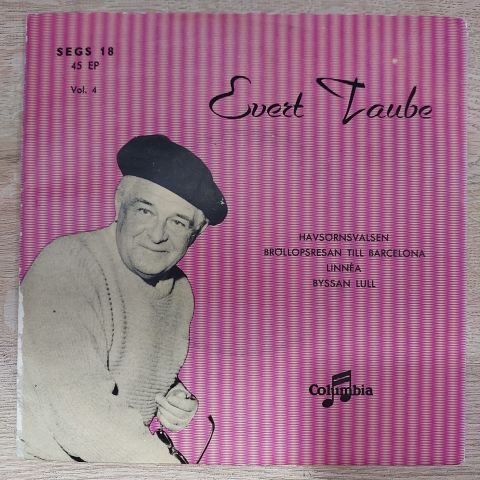 SEGS 18
45 EP
Vol. 4
Evert Taube
HAVSÖRNSVALSEN
BRÖLLOPSRESAN TILL BARCELONA
LINNÉA
BYSSAN LULL
Columbia